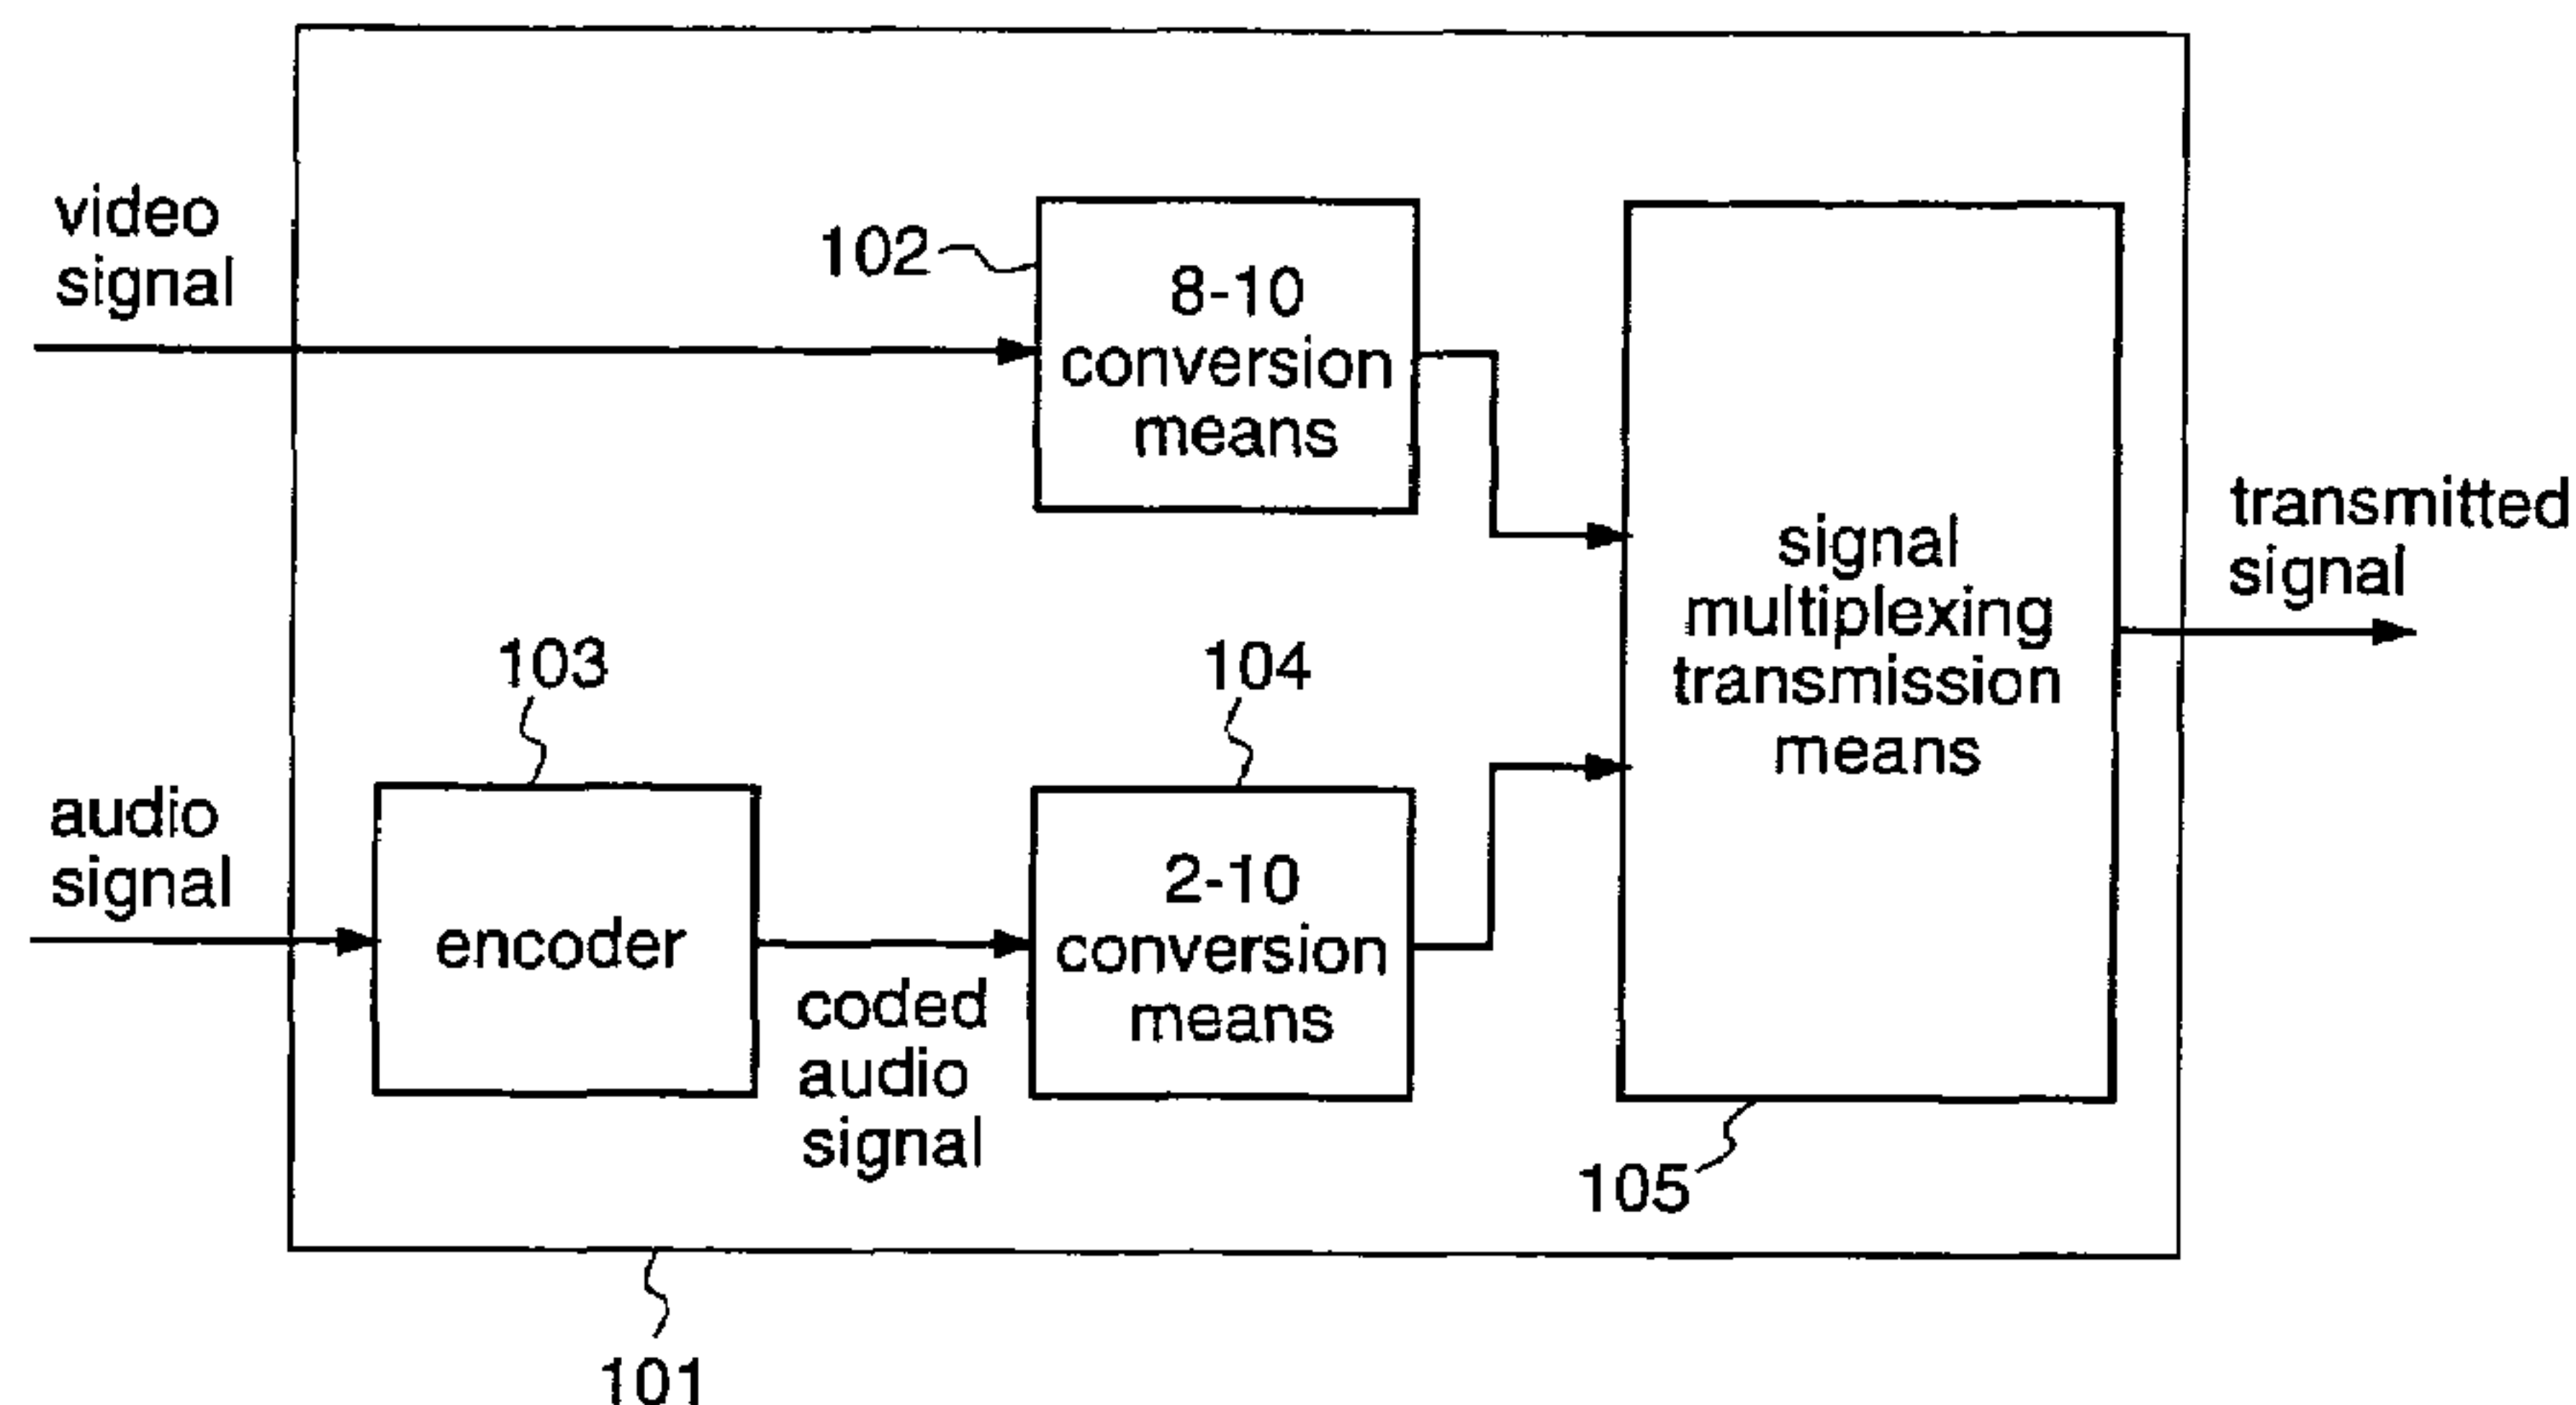 video
signal
102
8-10
conversion
means
signal
multiplexing
transmission
means
transmitted
signal
103
104
audio
signal
encoder
coded
audio
signal
2-10
conversion
means
105
101